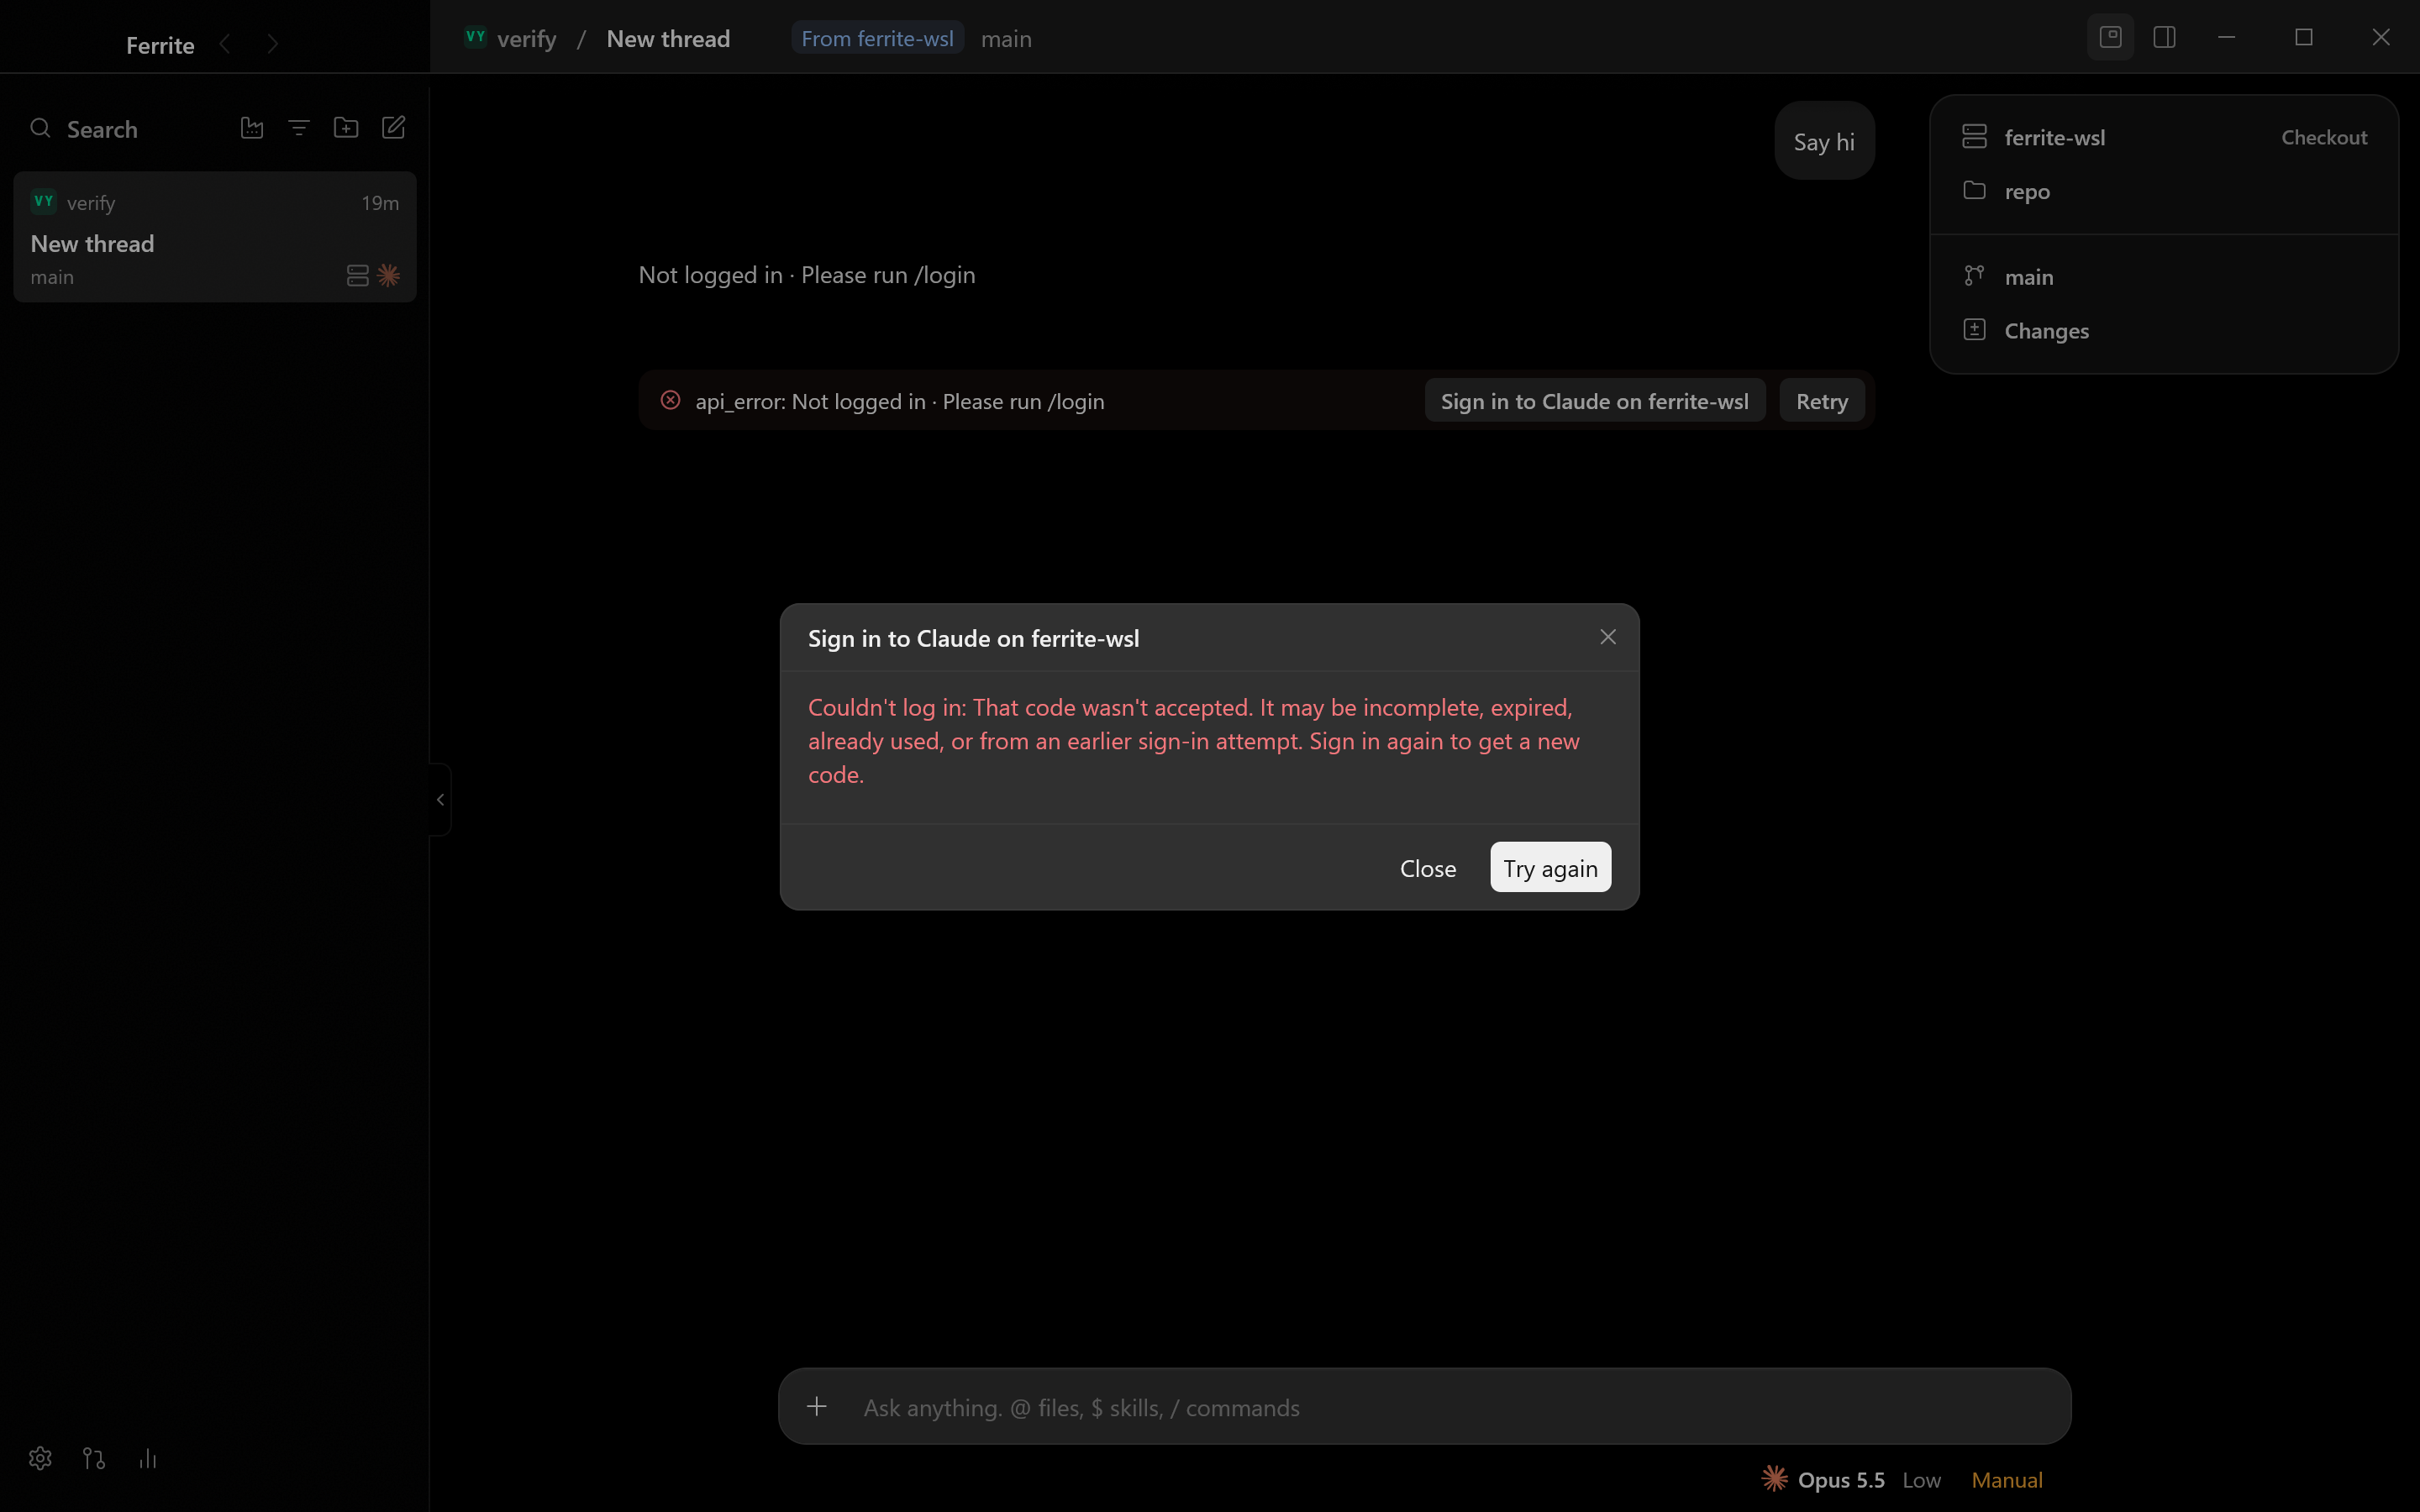 Ferrite
VY verify / New thread From ferrite-wsl main
Search
VY verify 19m
New thread
main
Say hi
Not logged in · Please run /login
api_error: Not logged in · Please run /login Sign in to Claude on ferrite-wsl Retry
ferrite-wsl Checkout
repo
main
Changes
Sign in to Claude on ferrite-wsl
Couldn't log in: That code wasn't accepted. It may be incomplete, expired,
already used, or from an earlier sign-in attempt. Sign in again to get a new
code.
Close Try again
Ask anything. @ files, $ skills, / commands
Opus 5.5 Low Manual